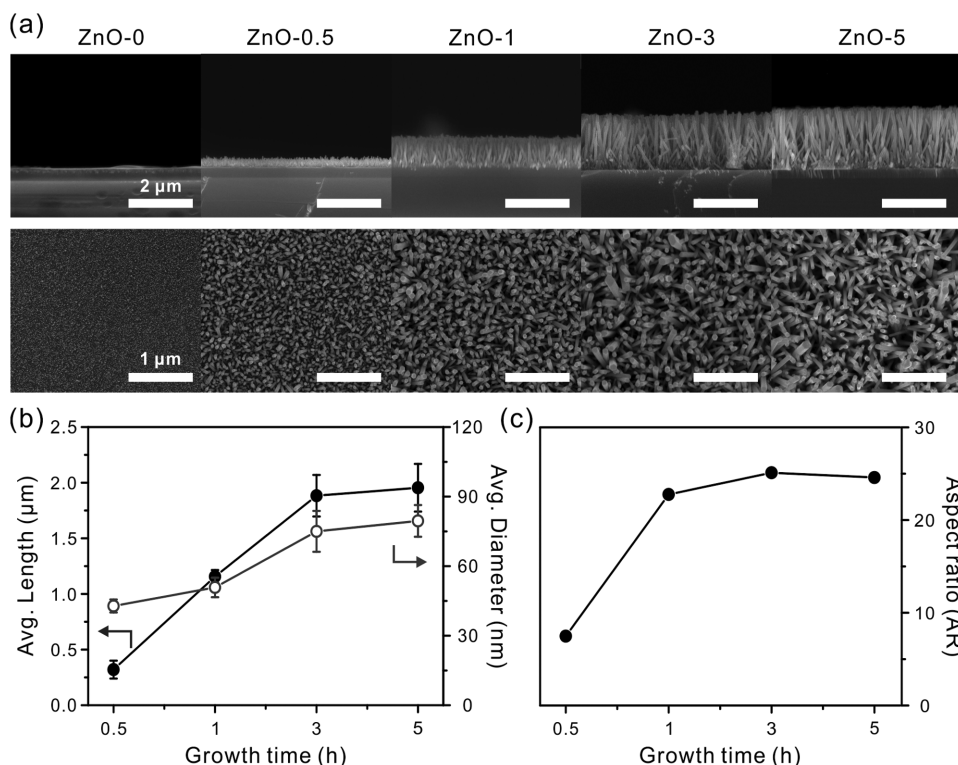 (a)
ZnO-0 ZnO-0.5 ZnO-1 ZnO-3 ZnO-5
2 μm
1 μm
(b)
2.5
2.0
1.5
1.0
0.5
0.0
Avg. Length (μm)
120
90
60
30
0
Avg. Diameter (nm)
0.5 1 3 5
Growth time (h)
(c)
30
20
10
0
Aspect ratio (AR)
0.5 1 3 5
Growth time (h)